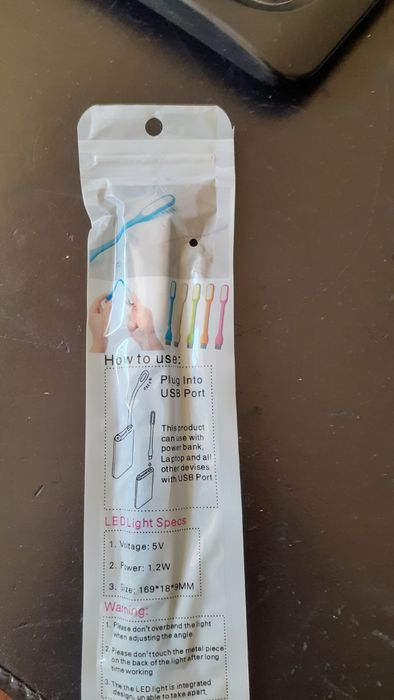 How to use:
Plug Into
USB Port
This product
can use with
power bank,
Laptop and all
other devises
with USB Port
LED Light Specs
1. Voltage: 5V
2. Power: 1.2W
3. Size: 169*18*9MM
Warning:
1. Please don't overbend the light
when adjusting the angle
2. Please don't touch the metal piece
on the back of the light after long
time working
3. The the LED light is integrated
design, unable to take apart